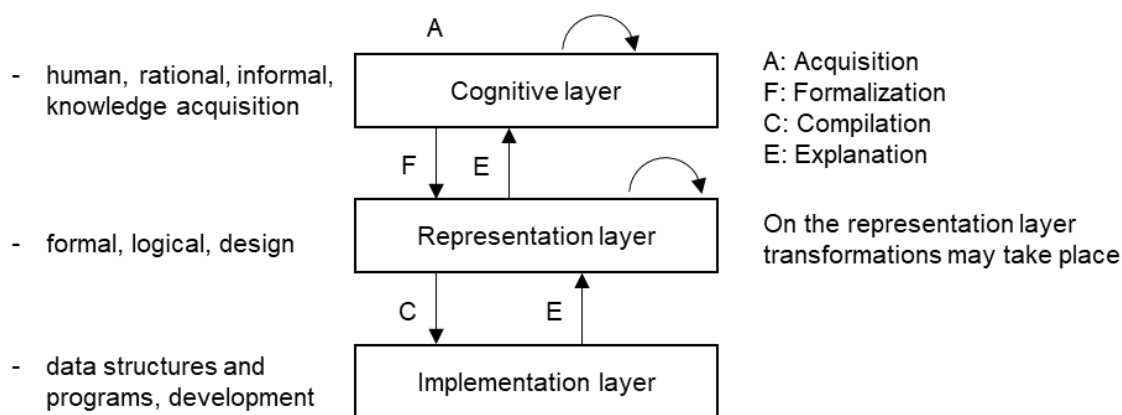 A
- human, rational, informal,
knowledge acquisition
Cognitive layer
A: Acquisition
F: Formalization
C: Compilation
E: Explanation
F
E
- formal, logical, design
Representation layer
On the representation layer
transformations may take place
C
E
- data structures and
programs, development
Implementation layer